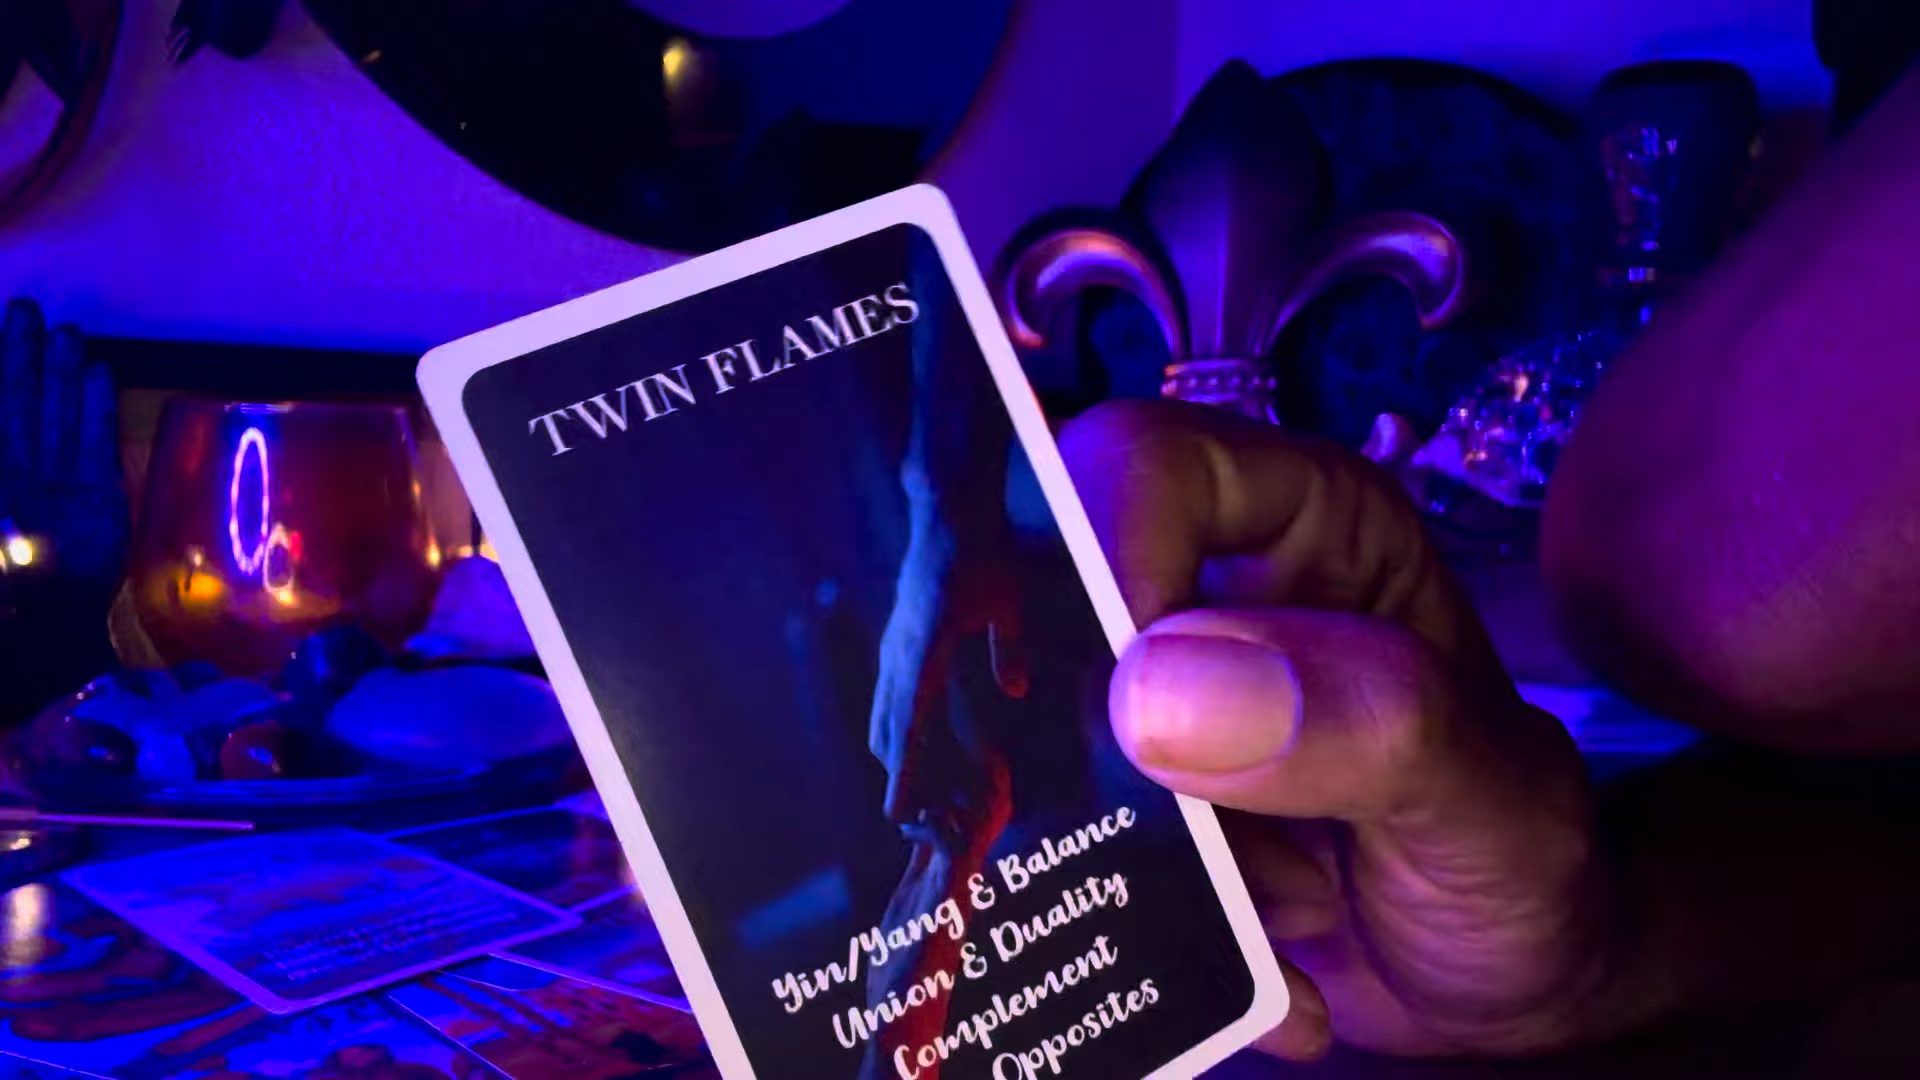 TWIN FLAMES
Yin/Yang & Balance
Union & Duality
Complement
Opposites